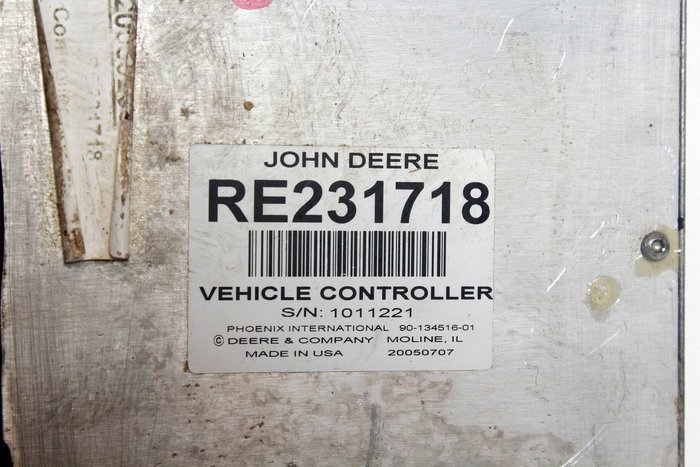 JOHN DEERE
RE231718
VEHICLE CONTROLLER
S/N: 1011221
PHOENIX INTERNATIONAL 90-134516-01
© DEERE & COMPANY MOLINE, IL
MADE IN USA 20050707